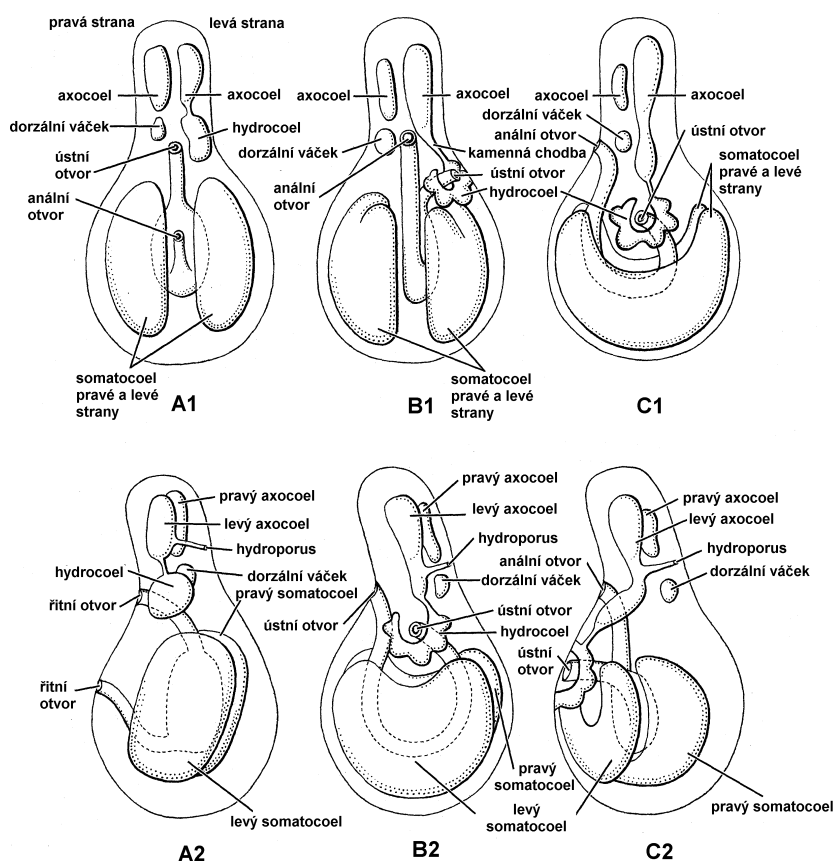 pravá strana
levá strana
axocoel
axocoel
dorzální váček
hydrocoel
ústní
otvor
anální
otvor
somatocoel
pravé a levé
strany
A1
axocoel
axocoel
dorzální váček
kamenná chodba
ústní otvor
hydrocoel
anální
otvor
somatocoel
pravé a levé
strany
B1
axocoel
axocoel
dorzální váček
anální otvor
ústní otvor
somatocoel
pravé a levé
strany
C1
pravý axocoel
levý axocoel
hydroporus
hydrocoel
dorzální váček
řitní otvor
pravý somatocoel
řitní
otvor
levý somatocoel
A2
pravý axocoel
levý axocoel
hydroporus
dorzální váček
ústní
otvor
ústní otvor
hydrocoel
pravý
somatocoel
levý
somatocoel
B2
pravý axocoel
levý axocoel
hydroporus
anální otvor
dorzální váček
ústní
otvor
pravý somatocoel
C2